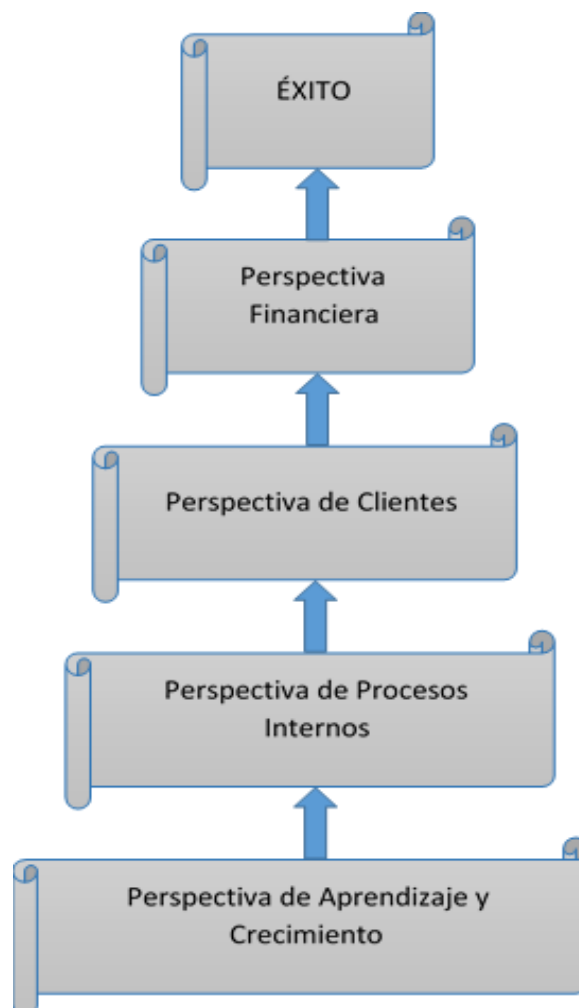 ÉXITO
Perspectiva
Financiera
Perspectiva de Clientes
Perspectiva de Procesos
Internos
Perspectiva de Aprendizaje y
Crecimiento